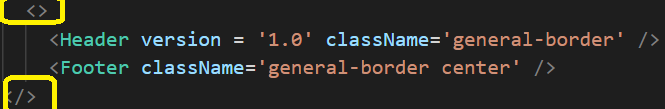 <>
<Header version = '1.0' className='general-border' />
<Footer className='general-border center' />
</>